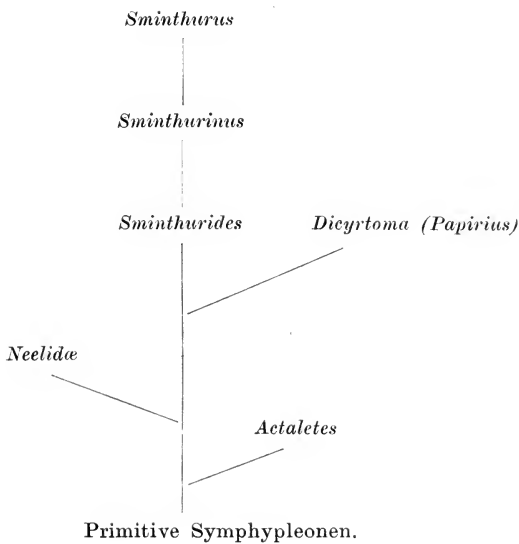 Sminthurus
Sminthurinus
Sminthurides
Dicyrtoma (Papirius)
Neelidæ
Actaletes
Primitive Symphypleonen.